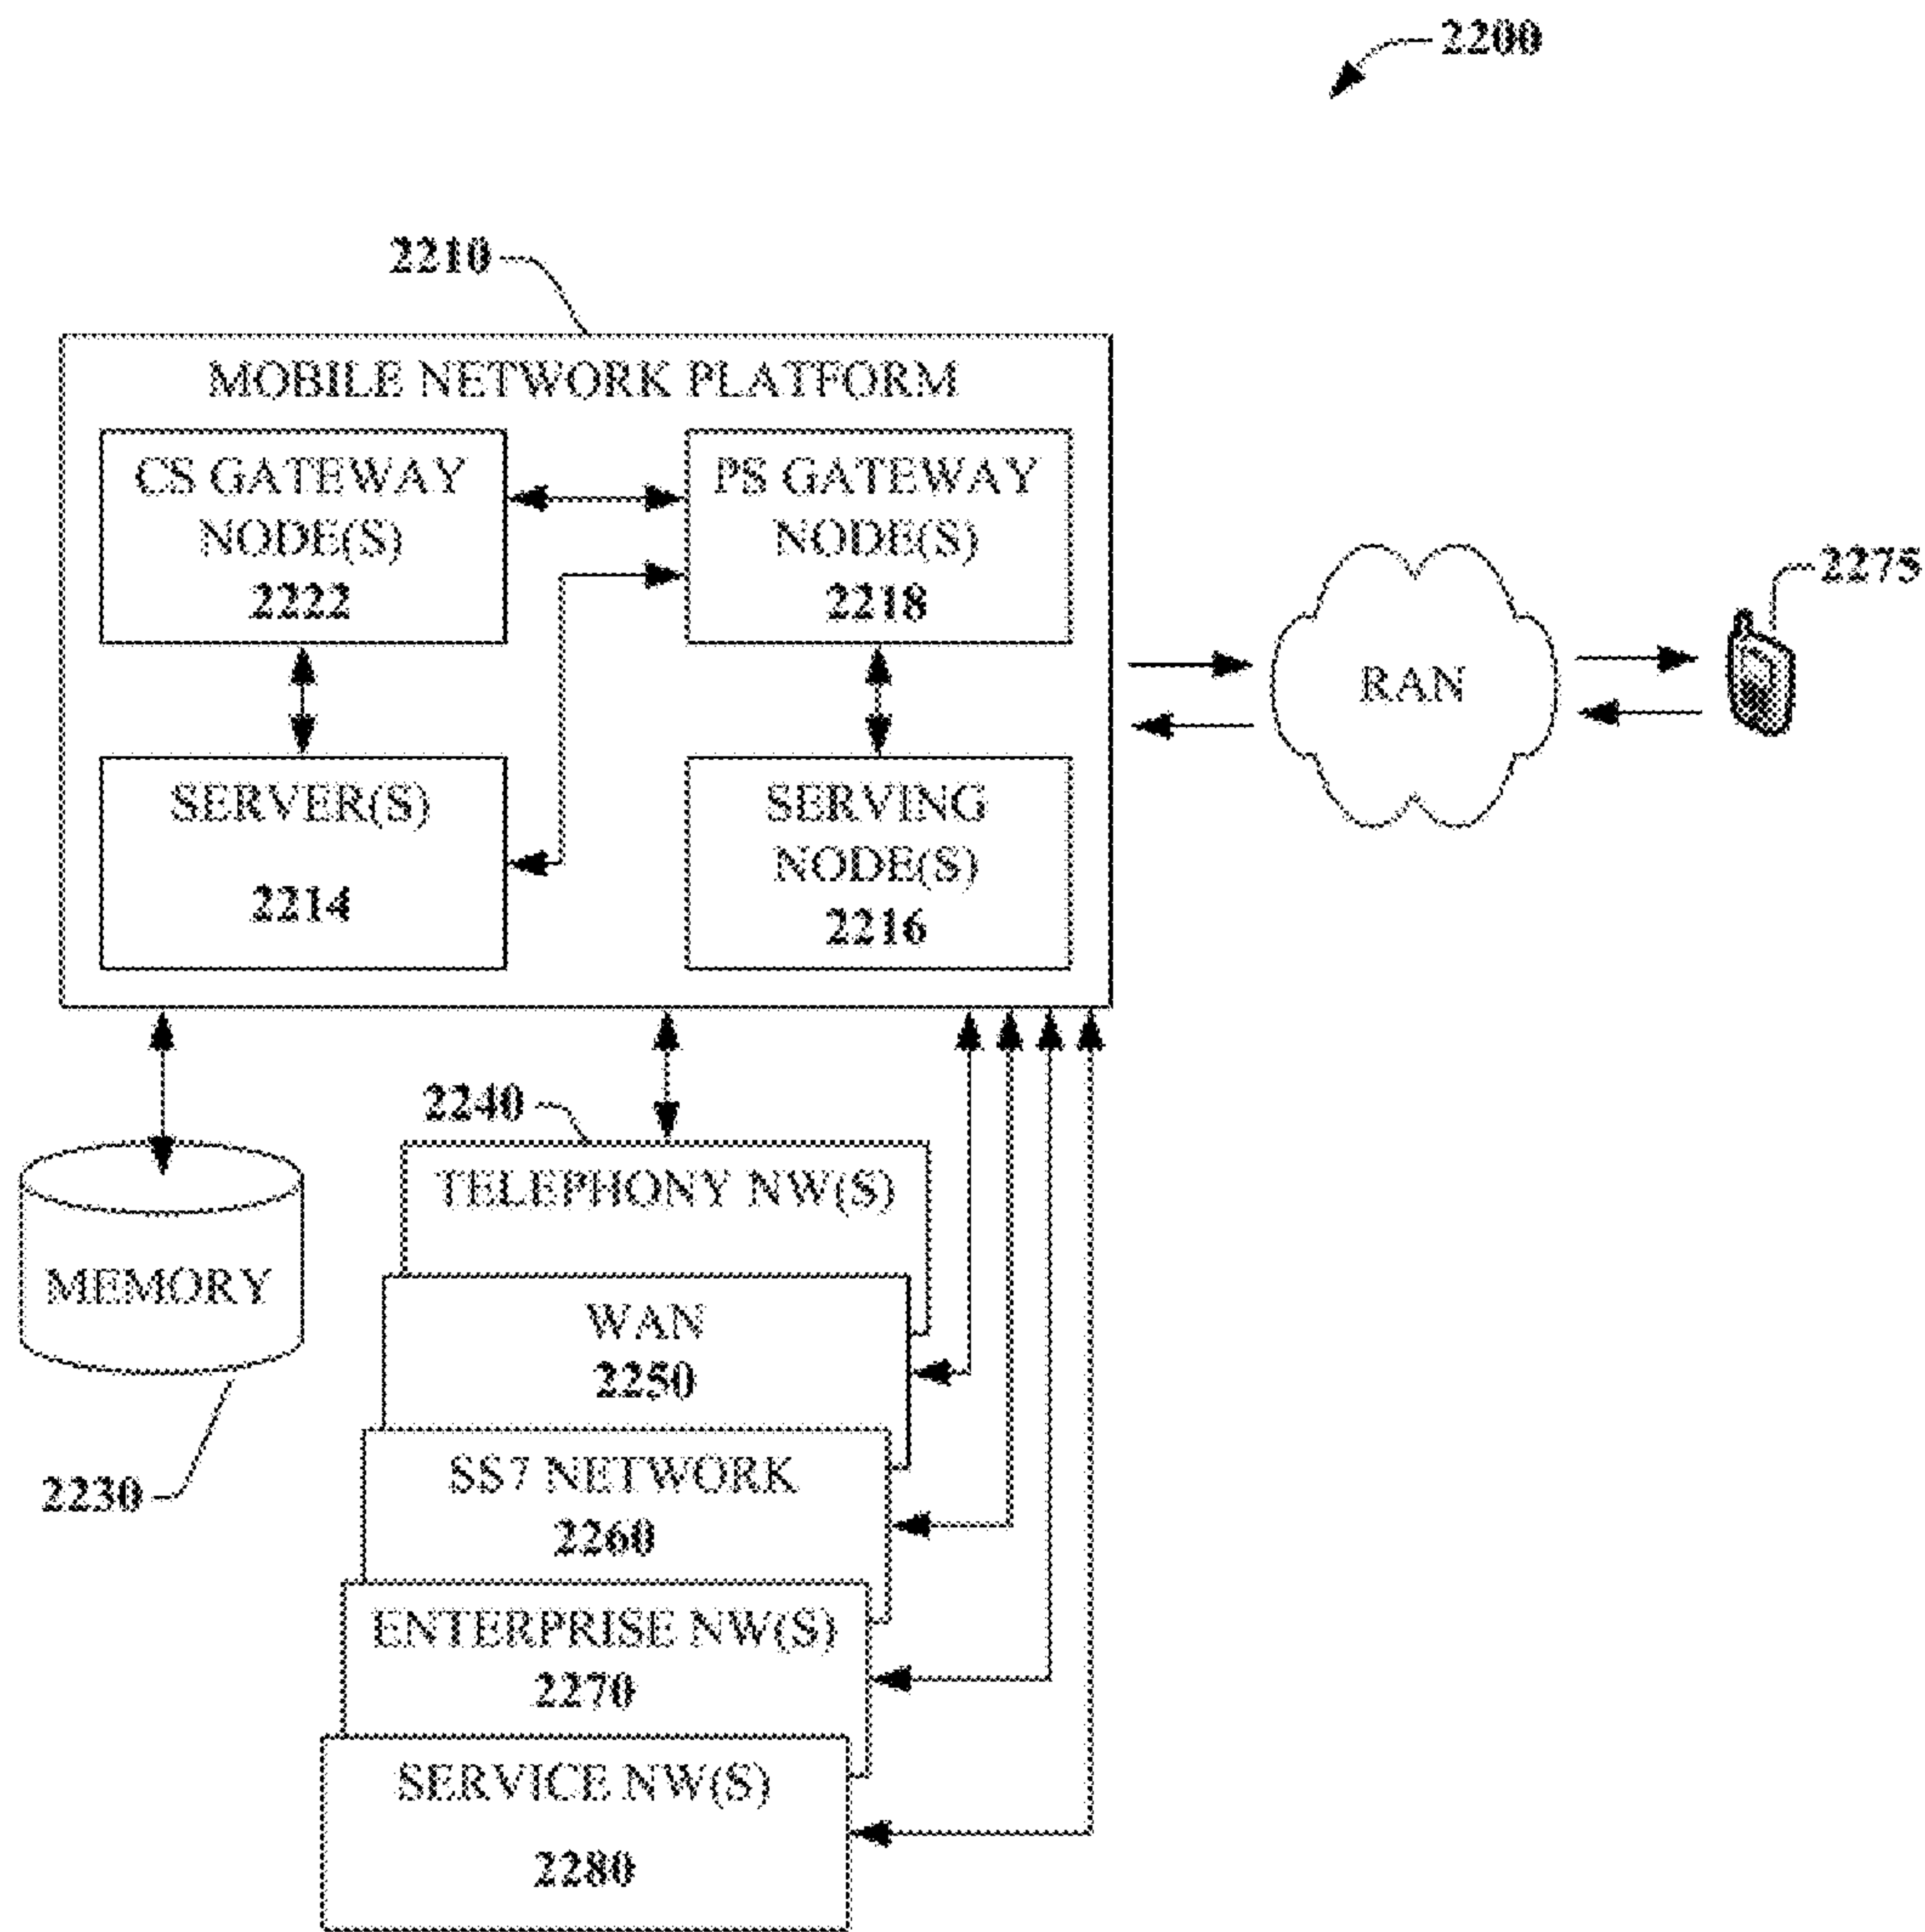 2200
2210
MOBILE NETWORK PLATFORM
CS GATEWAY
NODE(S)
2222
PS GATEWAY
NODE(S)
2218
SERVER(S)
2214
SERVING
NODE(S)
2216
RAN
2275
2240
TELEPHONY NW(S)
MEMORY
2230
WAN
2250
SS7 NETWORK
2260
ENTERPRISE NW(S)
2270
SERVICE NW(S)
2280